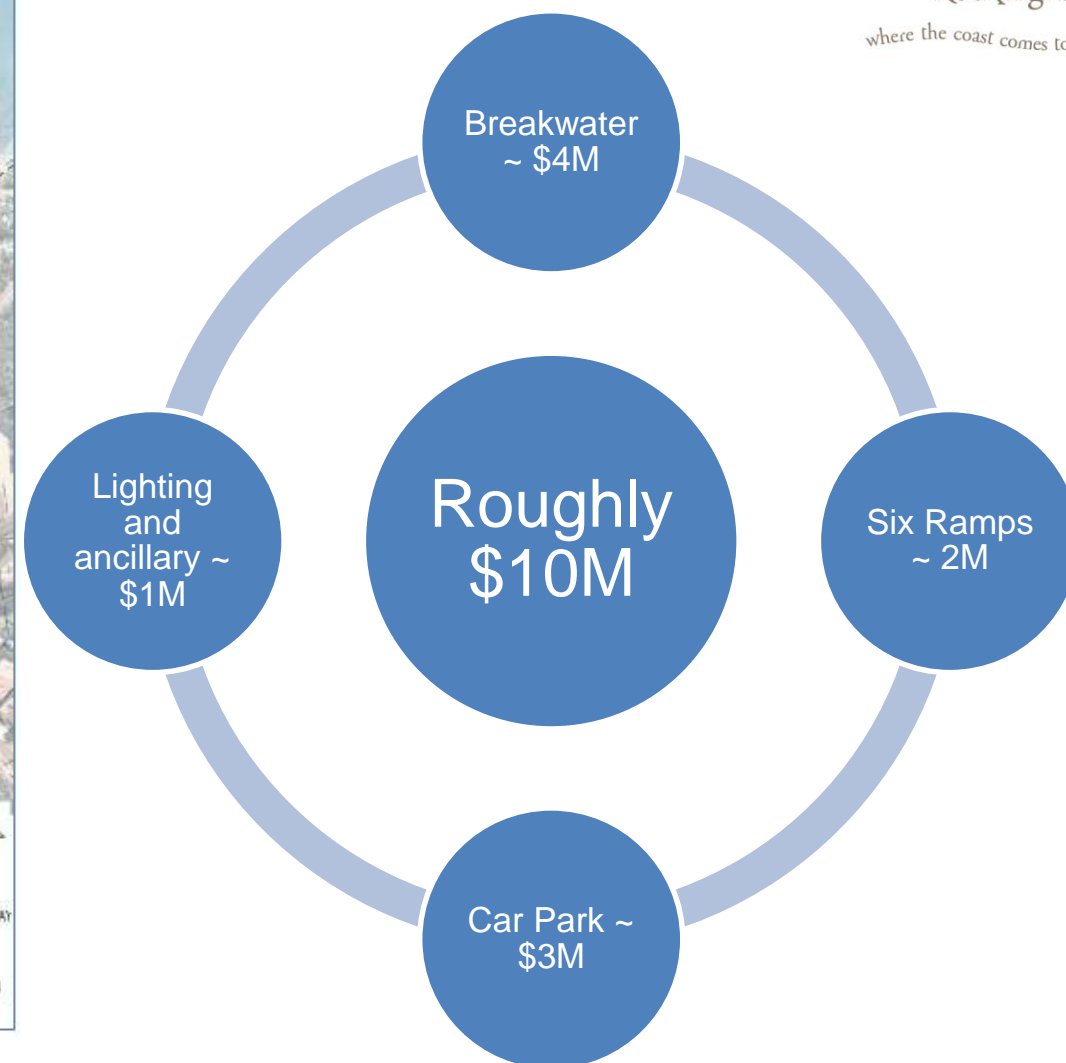 where the coast comes to
Breakwater
~ $4M
Lighting
and
ancillary ~
$1M
Roughly
$10M
Six Ramps
~ 2M
Car Park ~
$3M